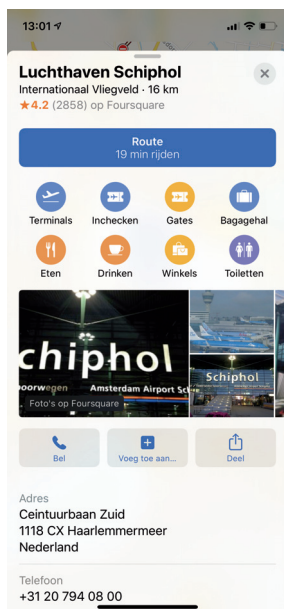 13:01
Luchthaven Schiphol
Internationaal Vliegveld · 16 km
★4.2 (2858) op Foursquare
Route
19 min rijden
Terminals Inchecken Gates Bagagehal
Eten Drinken Winkels Toiletten
chiphol
oorwegen Amsterdam Airport Sc
Schiphol
Foto's op Foursquare
Bel Voeg toe aan... Deel
Adres
Ceintuurbaan Zuid
1118 CX Haarlemmermeer
Nederland
Telefoon
+31 20 794 08 00